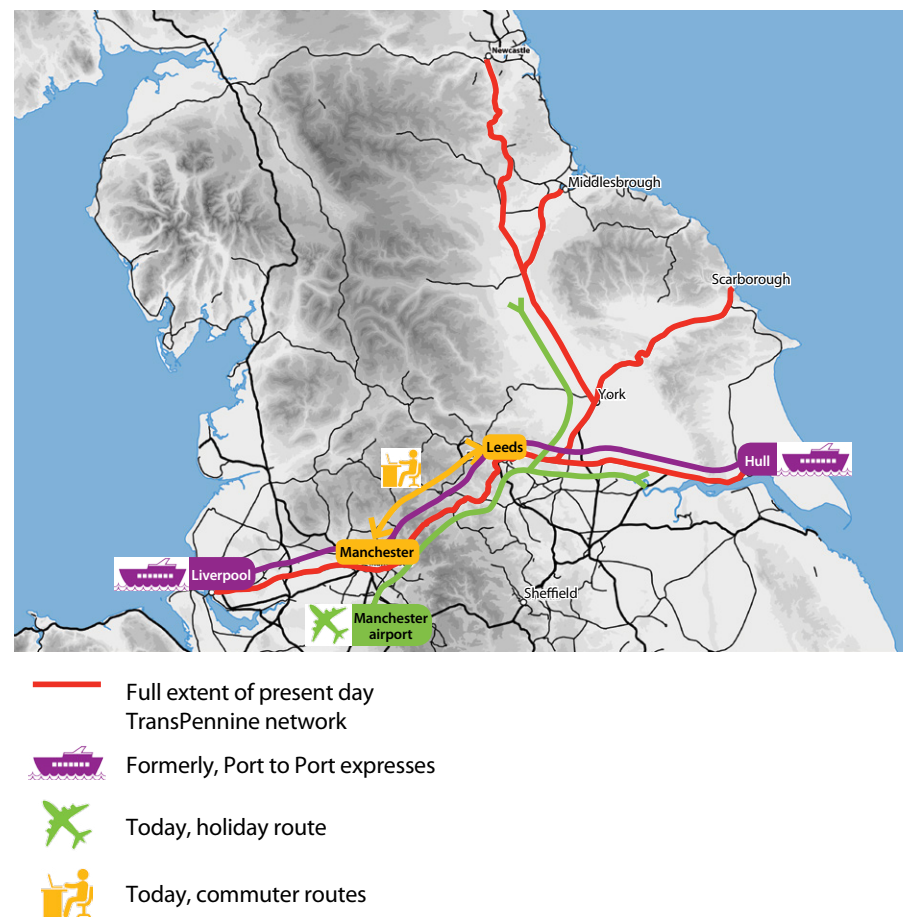 Newcastle
Middlesbrough
Scarborough
York
Leeds
Hull
Manchester
Liverpool
Sheffield
Manchester
airport
Full extent of present day
TransPennine network
Formerly, Port to Port expresses
Today, holiday route
Today, commuter routes